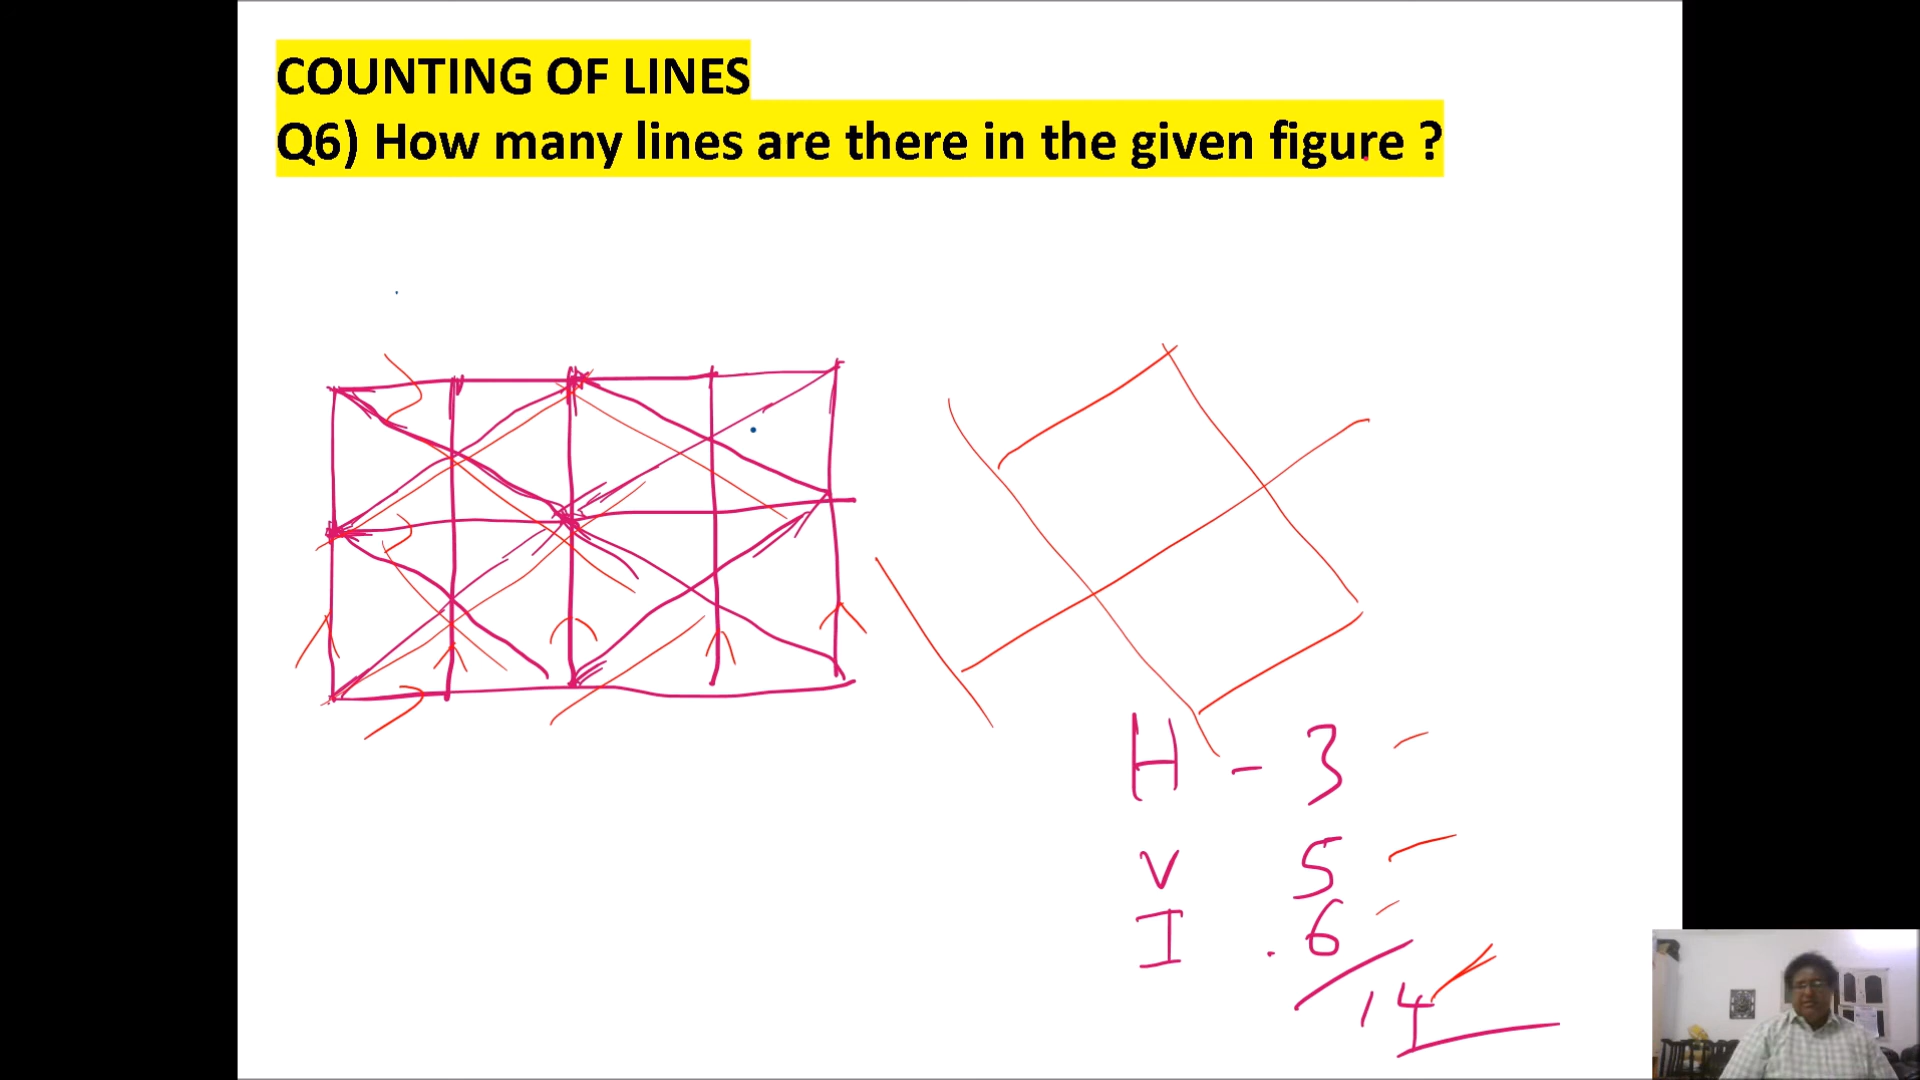 COUNTING OF LINES
Q6) How many lines are there in the given figure ?
H - 3
V 5
I . 6
14